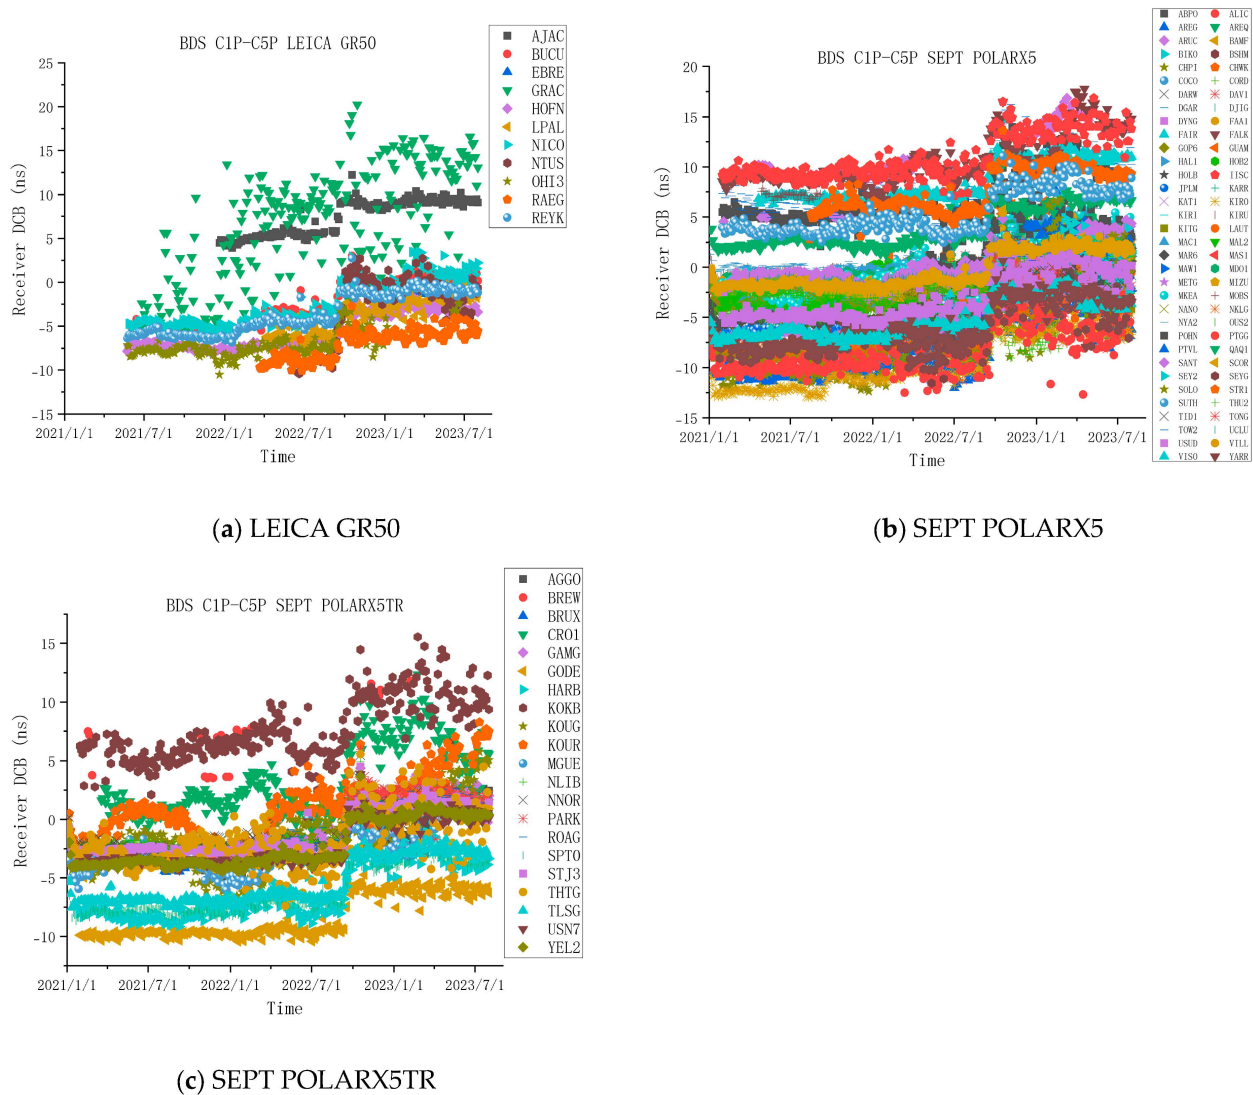 BDS C1P-C5P LEICA GR50
Receiver DCB (ns)
25
20
15
10
5
0
-5
-10
-15
2021/1/1 2021/7/1 2022/1/1 2022/7/1 2023/1/1 2023/7/1
Time
AJAC
BUCU
EBRE
GRAC
HOFN
LPAL
NICO
NTUS
OHI3
RAEG
REYK
(a) LEICA GR50
BDS C1P-C5P SEPT POLARX5
Receiver DCB (ns)
20
15
10
5
0
-5
-10
-15
2021/1/1 2021/7/1 2022/1/1 2022/7/1 2023/1/1 2023/7/1
Time
ABPO ALIC
AREG AREQ
ARUC BAMF
BIKO BSHM
CHPI CHWK
COCO CORD
DARW DAV1
DGAR DJIG
DYNG FAA1
FAIR FALK
GOP6 GUAM
HAL1 HOB2
HOLB IISC
JPLM KARR
KAT1 KIRO
KIRI KIRU
KITG LAUT
MAC1 MAL2
MAR6 MAS1
MAW1 MDO1
METG MIZU
MKEA MOBS
NANO NKLG
NYA2 OUS2
POHN PTGG
PTVL QAQ1
SANT SCOR
SEY2 SEYG
SOLO STR1
SUTH THU2
TID1 TONG
TOW2 UCLU
USUD VILL
VISO YARR
(b) SEPT POLARX5
BDS C1P-C5P SEPT POLARX5TR
Receiver DCB (ns)
15
10
5
0
-5
-10
2021/1/1 2021/7/1 2022/1/1 2022/7/1 2023/1/1 2023/7/1
Time
AGGO
BREW
BRUX
CRO1
GAMG
GODE
HARB
KOKB
KOUG
KOUR
MGUE
NLIB
NNOR
PARK
ROAG
SPT0
STJ3
THTG
TLSG
USN7
YEL2
(c) SEPT POLARX5TR